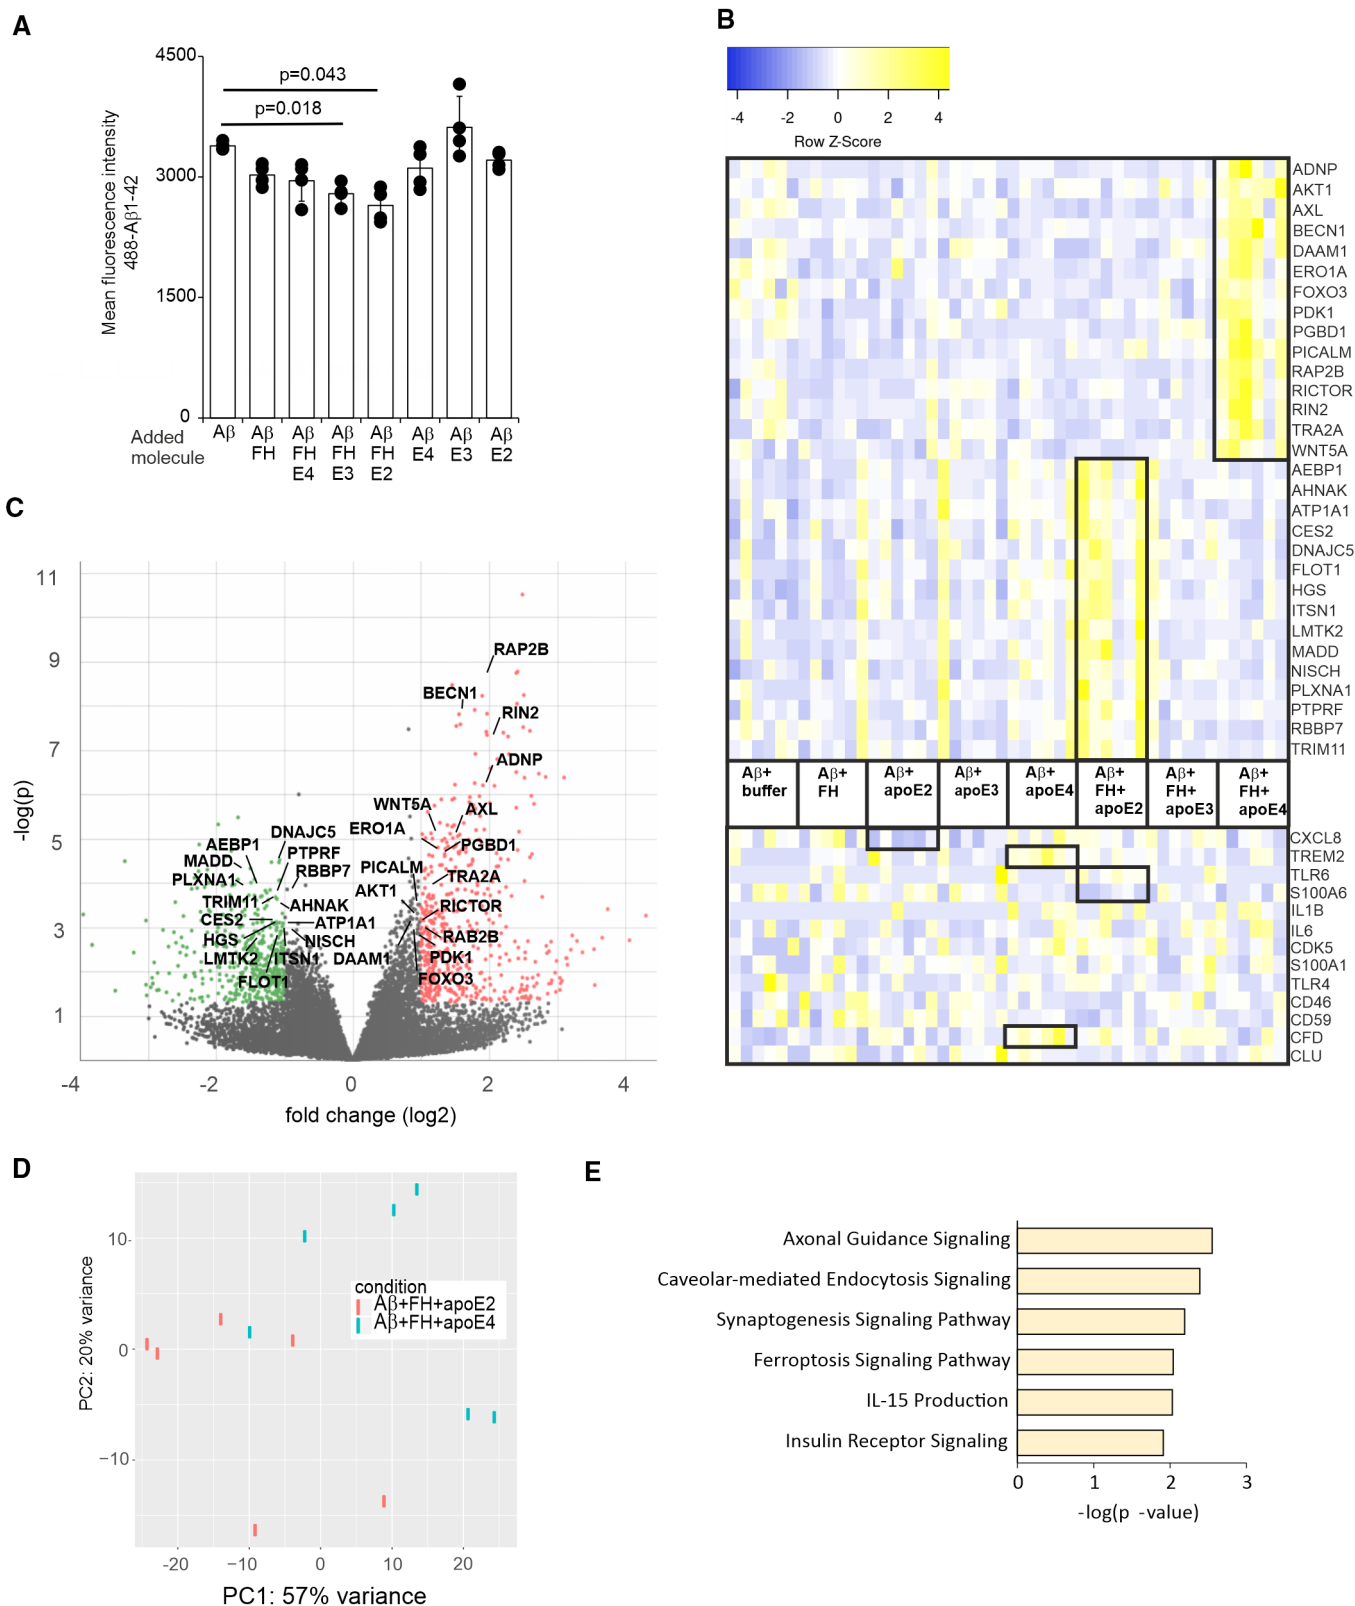 A
4500
3000
1500
0
Mean fluorescence intensity
488-Aβ1-42
p=0.043
p=0.018
Added
molecule
Aβ
Aβ
FH
Aβ
FH
E4
Aβ
FH
E3
Aβ
FH
E2
Aβ
E4
Aβ
E3
Aβ
E2
B
-4
-2
0
2
4
Row Z-Score
ADNP
AKT1
AXL
BECN1
DAAM1
ERO1A
FOXO3
PDK1
PGBD1
PICALM
RAP2B
RICTOR
RIN2
TRA2A
WNT5A
AEBP1
AHNAK
ATP1A1
CES2
DNAJC5
FLOT1
HGS
ITSN1
LMTK2
MADD
NISCH
PLXNA1
PTPRF
RBBP7
TRIM11
Aβ+
buffer
Aβ+
FH
Aβ+
apoE2
Aβ+
apoE3
Aβ+
apoE4
Aβ+
FH+
apoE2
Aβ+
FH+
apoE3
Aβ+
FH+
apoE4
CXCL8
TREM2
TLR6
S100A6
IL1B
IL6
CDK5
S100A1
TLR4
CD46
CD59
CFD
CLU
C
11
9
7
5
3
1
-log(p)
RAP2B
BECN1
RIN2
ADNP
WNT5A
AXL
ERO1A
DNAJC5
AEBP1
PTPRF
PGBD1
MADD
RBBP7
PICALM
PLXNA1
TRA2A
AKT1
TRIM11
AHNAK
RICTOR
CES2
ATP1A1
HGS
NISCH
RAB2B
LMTK2
ITSN1
DAAM1
PDK1
FLOT1
FOXO3
-4
-2
0
2
4
fold change (log2)
D
10-
0-
−10-
PC2: 20% variance
condition
Aβ+FH+apoE2
Aβ+FH+apoE4
-20
−10
0
10
20
PC1: 57% variance
E
Axonal Guidance Signaling
Caveolar-mediated Endocytosis Signaling
Synaptogenesis Signaling Pathway
Ferroptosis Signaling Pathway
IL-15 Production
Insulin Receptor Signaling
0
1
2
3
-log(p -value)